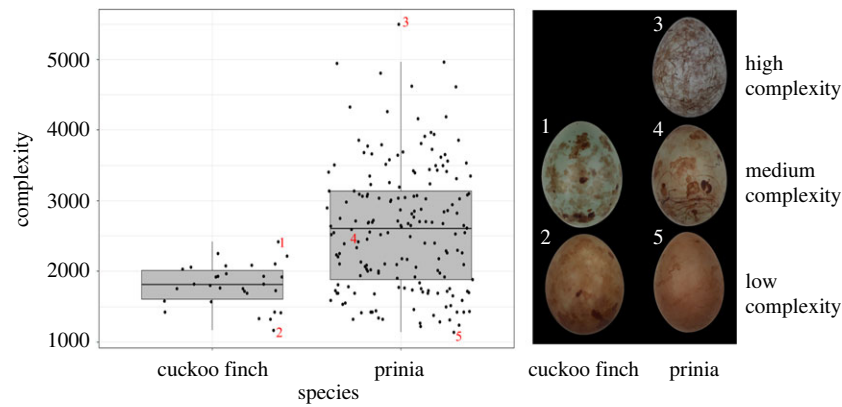 complexity
5000
4000
3000
2000
1000
3
1
4
2
5
cuckoo finch
prinia
species
3
high
complexity
1
4
medium
complexity
2
5
low
complexity
cuckoo finch
prinia